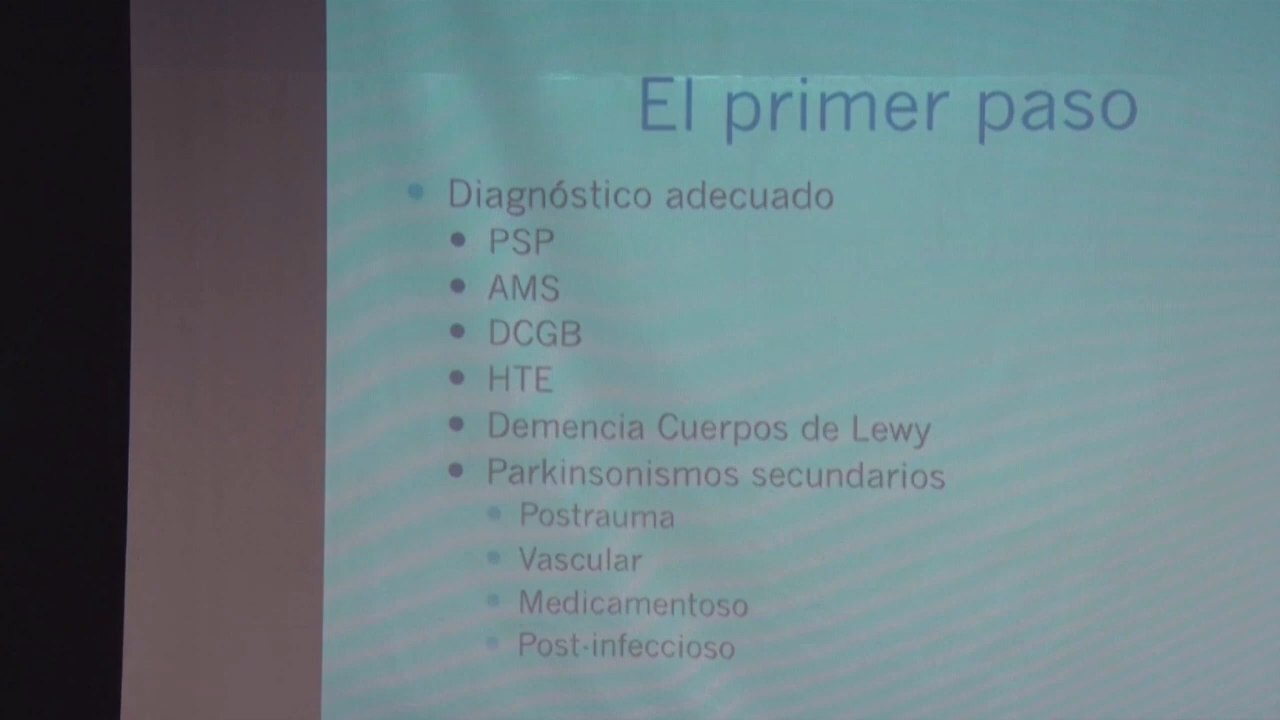 El primer paso
Diagnóstico adecuado
PSP
AMS
DCGB
HTE
Demencia Cuerpos de Lewy
Parkinsonismos secundarios
Postrauma
Vascular
Medicamentoso
Post-infeccioso